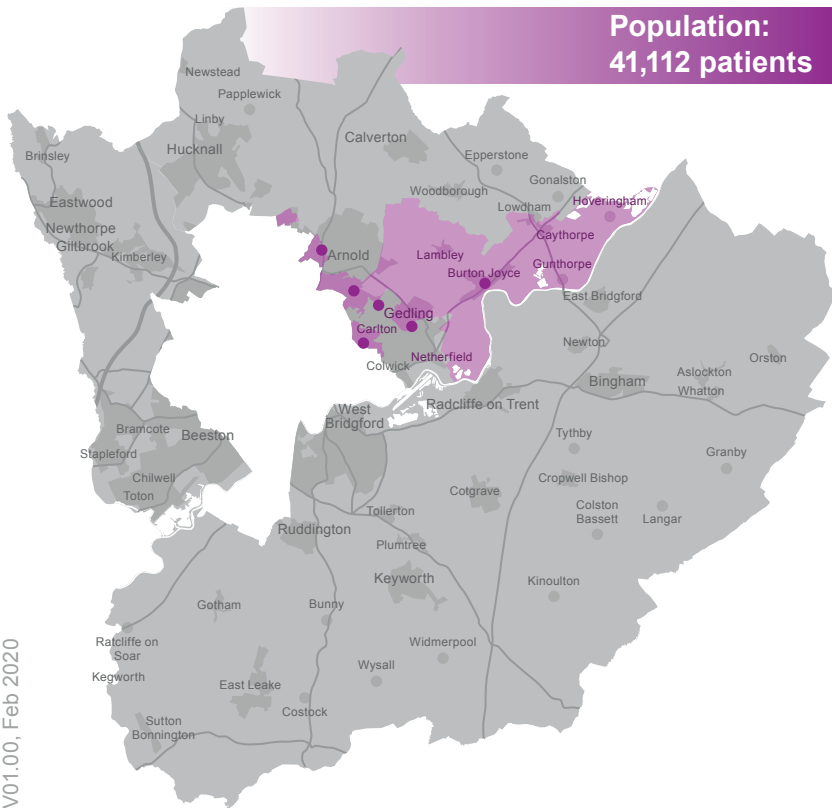 Population:
41,112 patients
Newstead
Papplewick
Linby
Hucknall
Calverton
Brinsley
Epperstone
Gonalston
Woodborough
Hoveringham
Eastwood
Lowdham
Newthorpe
Giltbrook
Kimberley
Caythorpe
Arnold
Lambley
Gunthorpe
Burton Joyce
East Bridgford
Gedling
Carlton
Newton
Netherfield
Orston
Colwick
Aslockton
Bingham
Whatton
Radcliffe on Trent
West
Bridgford
Bramcote
Beeston
Tythby
Stapleford
Granby
Chilwell
Cropwell Bishop
Toton
Cotgrave
Colston
Bassett
Langar
Tollerton
Ruddington
Plumtree
Keyworth
Kinoulton
Gotham
Bunny
Ratcliffe on
Soar
Widmerpool
Kegworth
Wysall
East Leake
Costock
Sutton
Bonnington
V01.00, Feb 2020